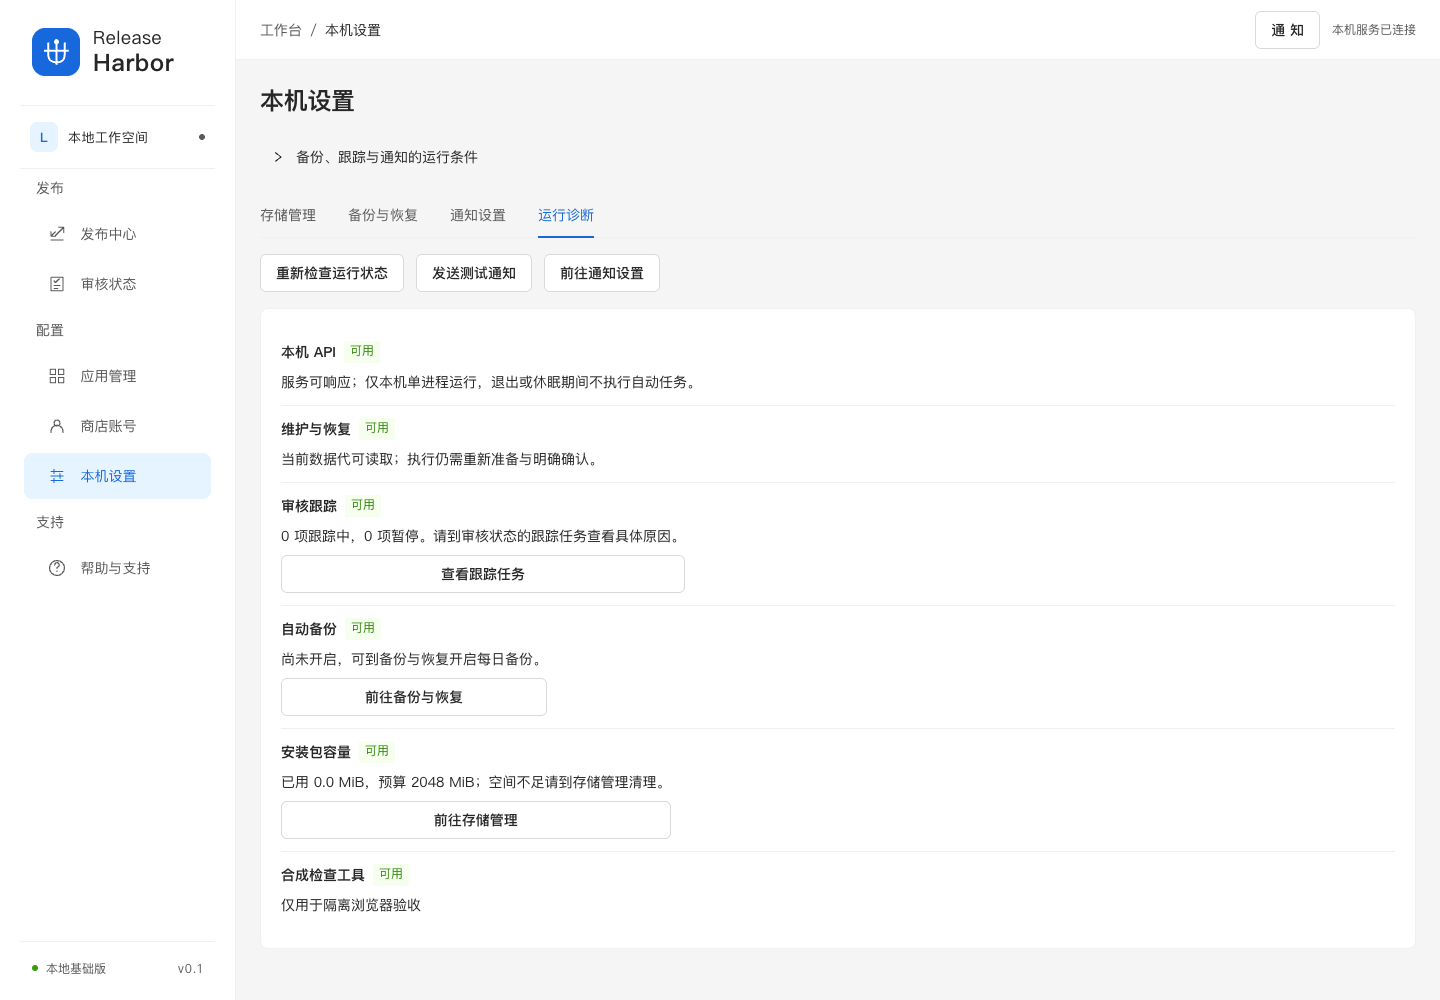 Release
Harbor
L 本地工作空间
发布
发布中心
审核状态
配置
应用管理
商店账号
本机设置
支持
帮助与支持
本地基础版 v0.1
工作台 / 本机设置
通 知 本机服务已连接
本机设置
备份、跟踪与通知的运行条件
存储管理 备份与恢复 通知设置 运行诊断
重新检查运行状态 发送测试通知 前往通知设置
本机 API 可用
服务可响应；仅本机单进程运行，退出或休眠期间不执行自动任务。
维护与恢复 可用
当前数据代可读取；执行仍需重新准备与明确确认。
审核跟踪 可用
0 项跟踪中，0 项暂停。请到审核状态的跟踪任务查看具体原因。
查看跟踪任务
自动备份 可用
尚未开启，可到备份与恢复开启每日备份。
前往备份与恢复
安装包容量 可用
已用 0.0 MiB，预算 2048 MiB；空间不足请到存储管理清理。
前往存储管理
合成检查工具 可用
仅用于隔离浏览器验收